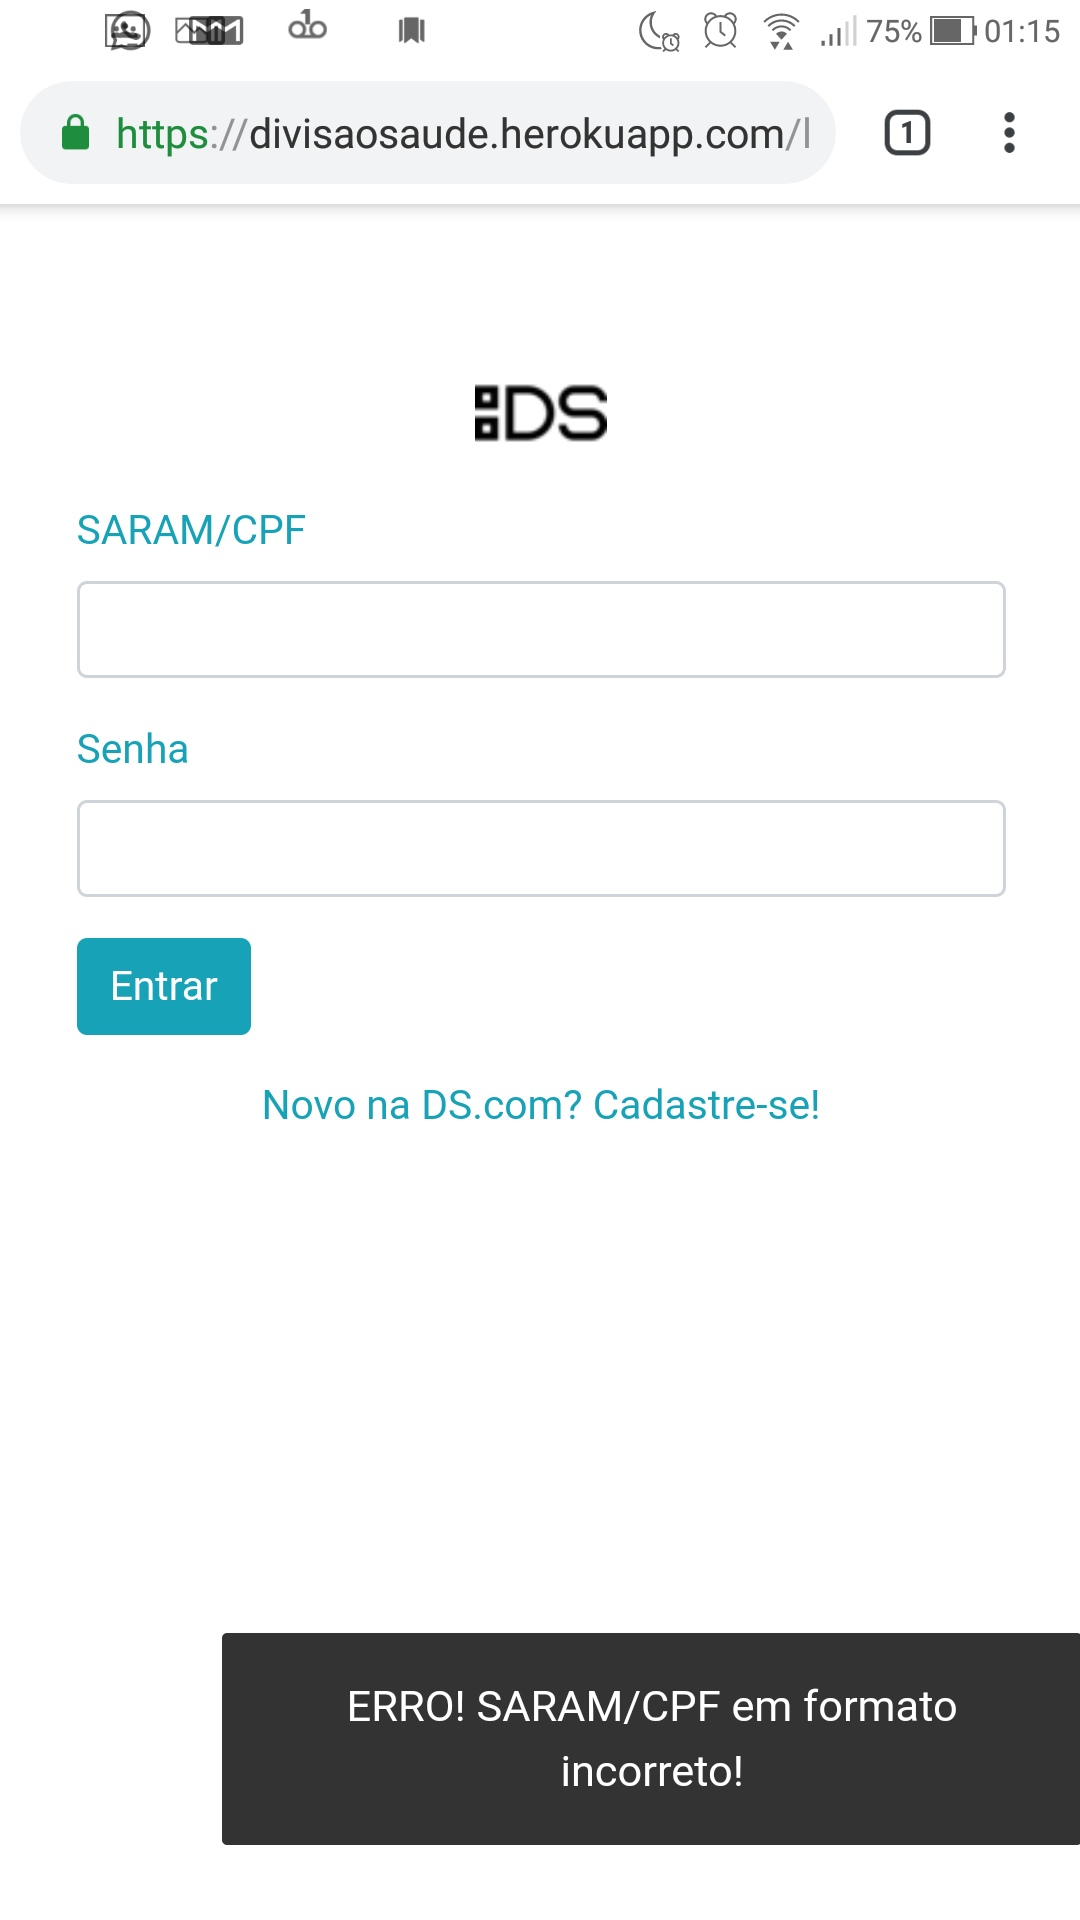 75% 01:15
https://divisaosaude.herokuapp.com/l
1
DS
SARAM/CPF
Senha
Entrar
Novo na DS.com? Cadastre-se!
ERRO! SARAM/CPF em formato
incorreto!